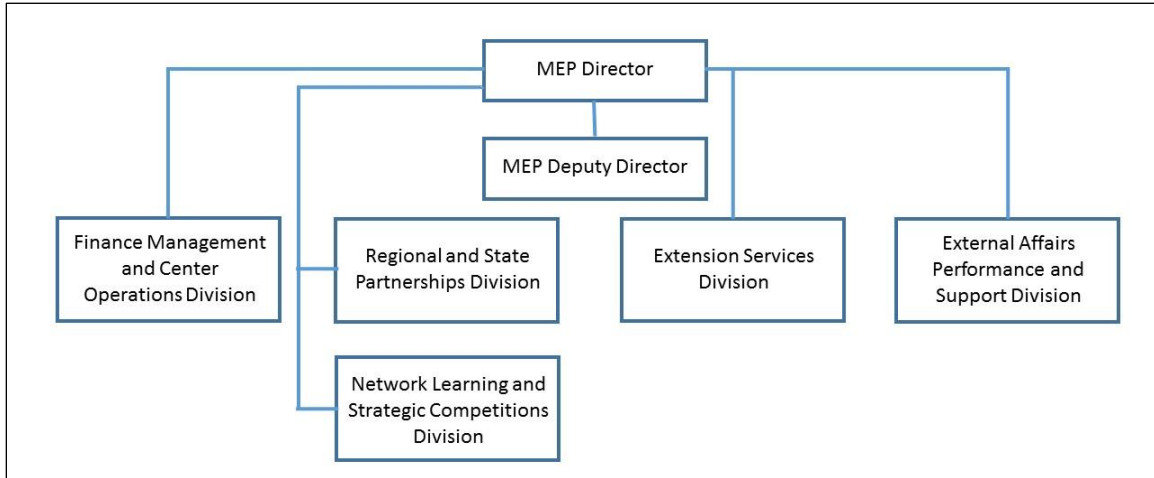 MEP Director
MEP Deputy Director
Finance Management
and Center
Operations Division
Regional and State
Partnerships Division
Extension Services
Division
External Affairs
Performance and
Support Division
Network Learning and
Strategic Competitions
Division